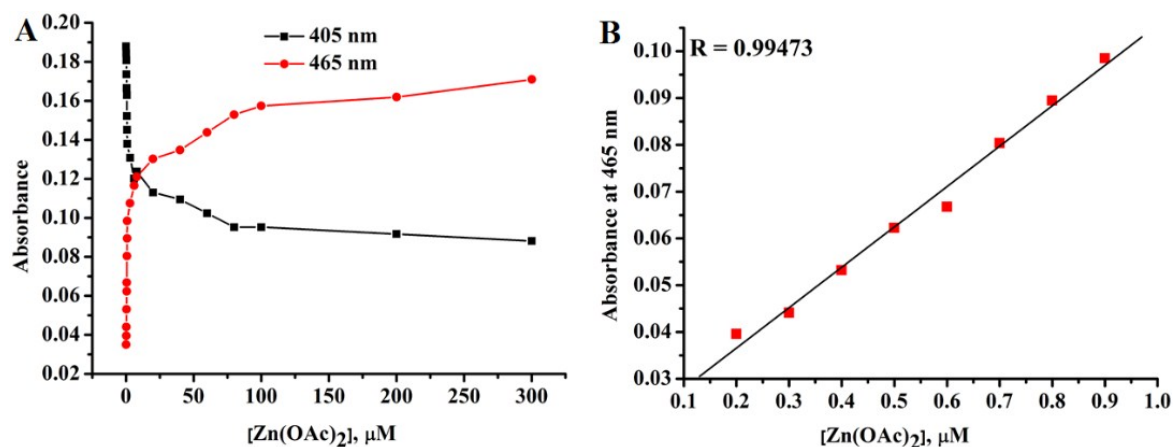 A
405 nm
465 nm
Absorbance
0.20
0.18
0.16
0.14
0.12
0.10
0.08
0.06
0.04
0.02
0 50 100 150 200 250 300
[Zn(OAc)2], μM
B
R = 0.99473
Absorbance at 465 nm
0.10
0.09
0.08
0.07
0.06
0.05
0.04
0.03
0.1 0.2 0.3 0.4 0.5 0.6 0.7 0.8 0.9 1.0
[Zn(OAc)2], μM